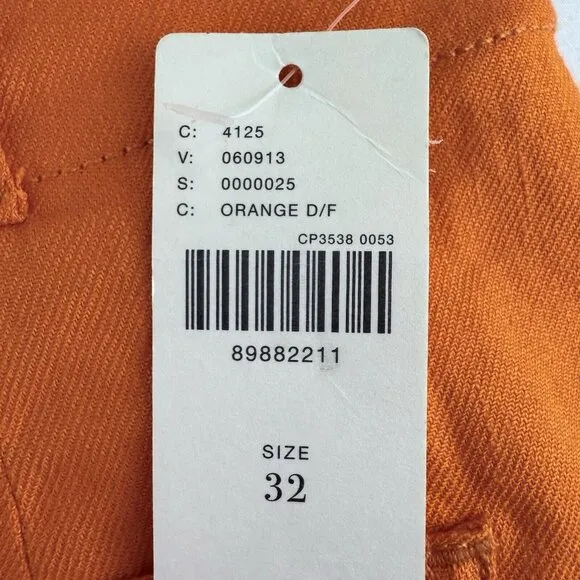 C: 4125
V: 060913
S: 0000025
C: ORANGE D/F
CP3538 0053
89882211
SIZE
32